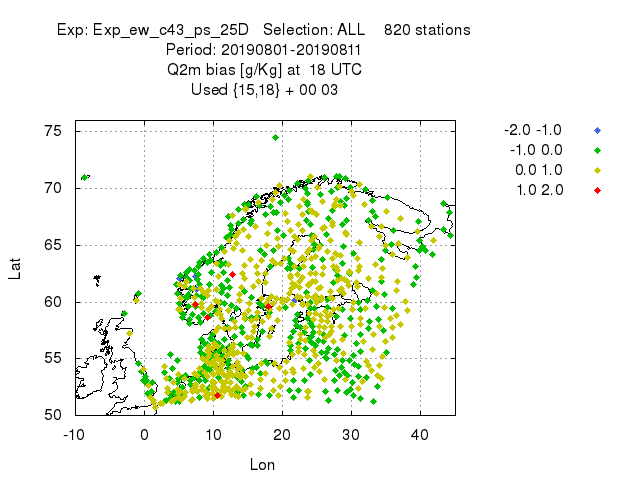 Exp: Exp_ew_c43_ps_25D Selection: ALL 820 stations
Period: 20190801-20190811
Q2m bias [g/Kg] at 18 UTC
Used {15,18} + 00 03
-2.0 -1.0
-1.0 0.0
0.0 1.0
1.0 2.0
75
70
65
60
55
50
Lat
-10 0 10 20 30 40
Lon